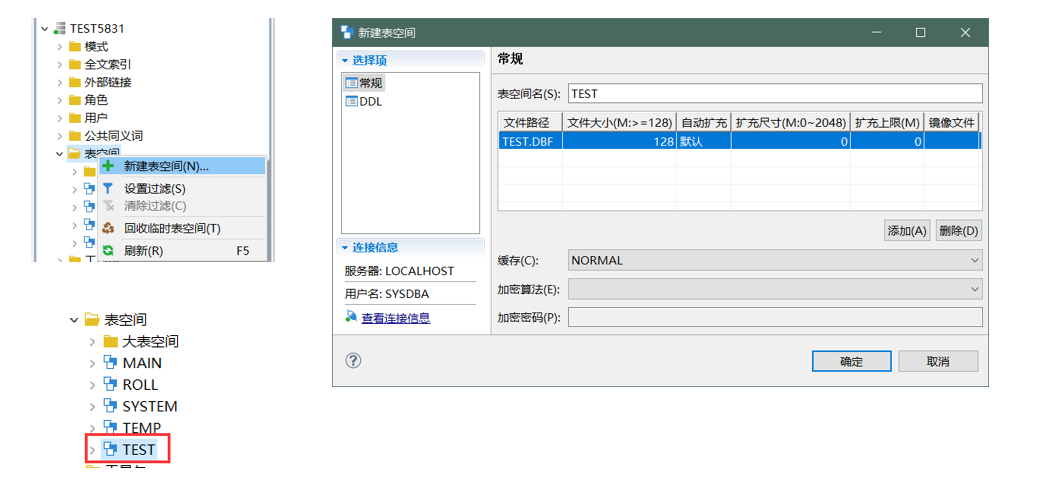 TEST5831
模式
全文索引
外部链接
角色
用户
公共同义词
表空间
新建表空间(N)...
设置过滤(S)
清除过滤(C)
回收临时表空间(T)
刷新(R) F5
表空间
大表空间
MAIN
ROLL
SYSTEM
TEMP
TEST
新建表空间
选择项
常规
DDL
连接信息
服务器: LOCALHOST
用户名: SYSDBA
查看连接信息
常规
表空间名(S): TEST
文件路径 文件大小(M:>=128) 自动扩充 扩充尺寸(M:0~2048) 扩充上限(M) 镜像文件
TEST.DBF 128 默认 0 0
添加(A) 删除(D)
缓存(C): NORMAL
加密算法(E):
加密密码(P):
确定 取消